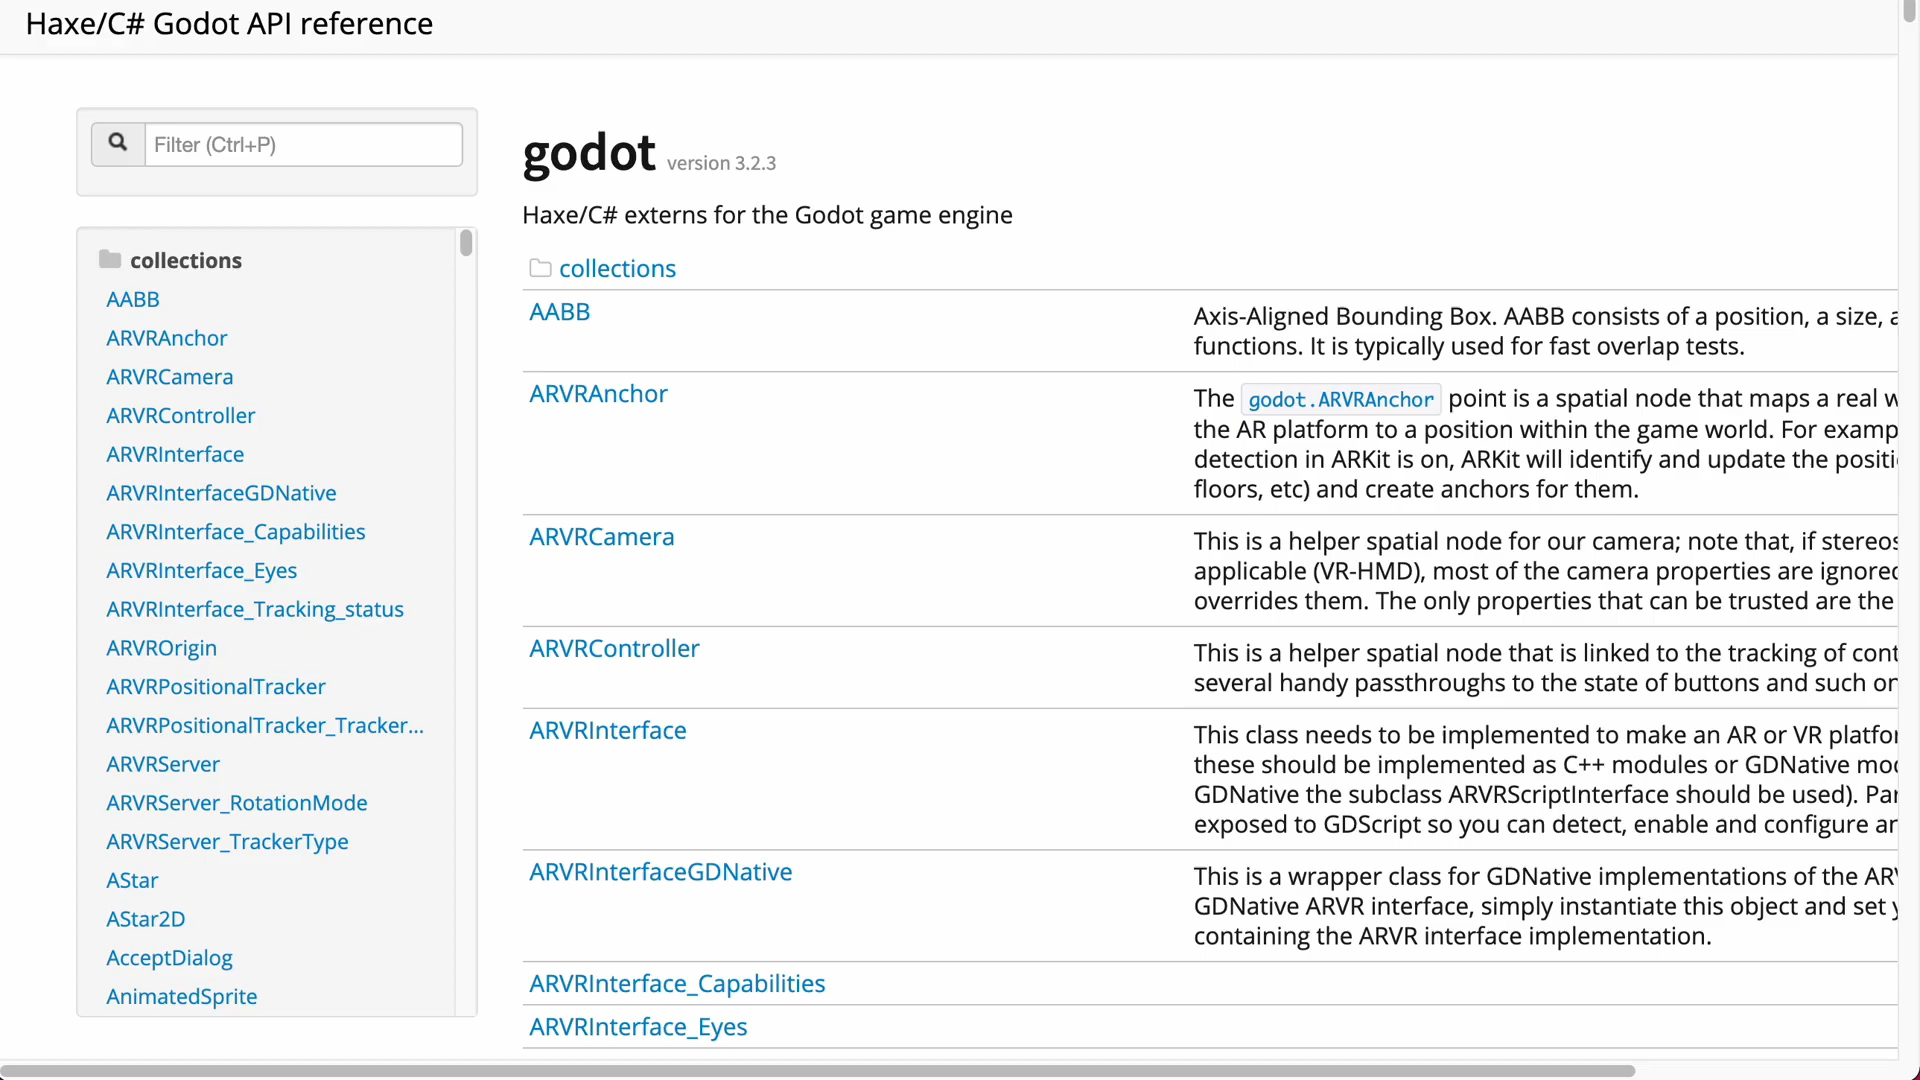 Haxe/C# Godot API reference
Filter (Ctrl+P)
collections
AABB
ARVRAnchor
ARVRCamera
ARVRController
ARVRInterface
ARVRInterfaceGDNative
ARVRInterface_Capabilities
ARVRInterface_Eyes
ARVRInterface_Tracking_status
ARVROrigin
ARVRPositionalTracker
ARVRPositionalTracker_Tracker...
ARVRServer
ARVRServer_RotationMode
ARVRServer_TrackerType
AStar
AStar2D
AcceptDialog
AnimatedSprite
godot version 3.2.3
Haxe/C# externs for the Godot game engine
collections
AABB
Axis-Aligned Bounding Box. AABB consists of a position, a size, a
functions. It is typically used for fast overlap tests.
ARVRAnchor
The godot.ARVRAnchor point is a spatial node that maps a real
the AR platform to a position within the game world. For examp
detection in ARKit is on, ARKit will identify and update the positi
floors, etc) and create anchors for them.
ARVRCamera
This is a helper spatial node for our camera; note that, if stereos
applicable (VR-HMD), most of the camera properties are ignored
overrides them. The only properties that can be trusted are the
ARVRController
This is a helper spatial node that is linked to the tracking of cont
several handy passthroughs to the state of buttons and such on
ARVRInterface
This class needs to be implemented to make an AR or VR platfor
these should be implemented as C++ modules or GDNative mod
GDNative the subclass ARVRScriptInterface should be used). Par
exposed to GDScript so you can detect, enable and configure an
ARVRInterfaceGDNative
This is a wrapper class for GDNative implementations of the ARV
GDNative ARVR interface, simply instantiate this object and set y
containing the ARVR interface implementation.
ARVRInterface_Capabilities
ARVRInterface_Eyes